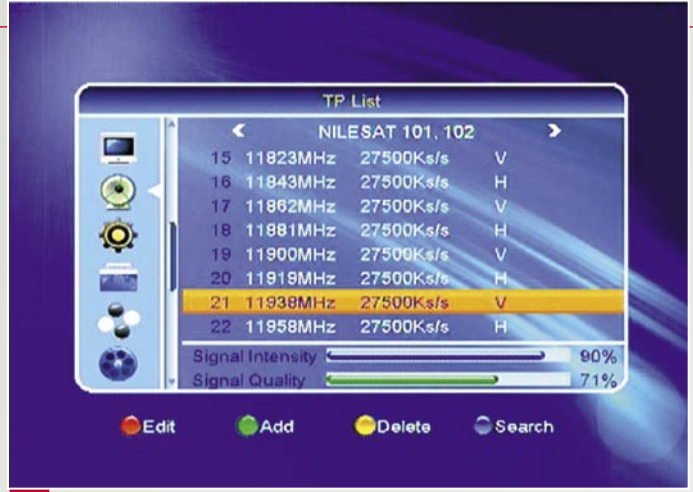 TP List
NILESAT 101, 102
15 11823MHz 27500Ks/s V
16 11843MHz 27500Ks/s H
17 11862MHz 27500Ks/s V
18 11881MHz 27500Ks/s H
19 11900MHz 27500Ks/s V
20 11919MHz 27500Ks/s H
21 11938MHz 27500Ks/s V
22 11958MHz 27500Ks/s H
Signal Intensity 90%
Signal Quality 71%
Edit Add Delete Search